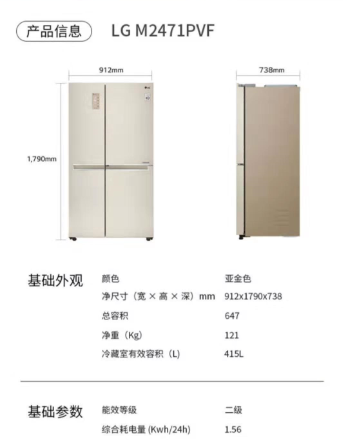 产品信息 LG M2471PVF
912mm 738mm
1,790mm
基础外观 颜色 亚金色
净尺寸（宽 × 高 × 深）mm 912x1790x738
总容积 647
净重（Kg） 121
冷藏室有效容积（L) 415L
基础参数 能效等级 二级
综合耗电量 (Kwh/24h) 1.56